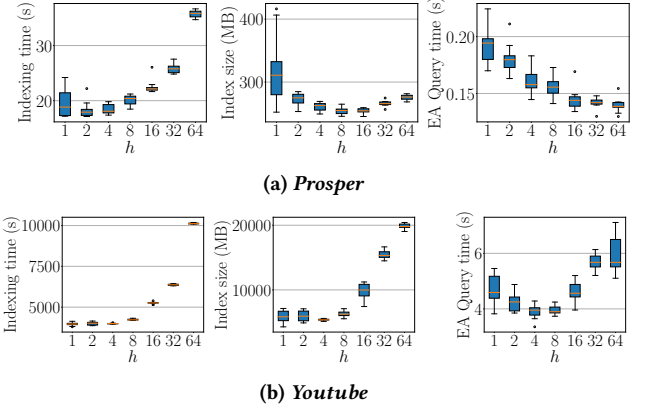 Indexing time (s)
30
20
1 2 4 8 16 32 64
h
Index size (MB)
400
300
1 2 4 8 16 32 64
h
EA Query time (s)
0.20
0.15
1 2 4 8 16 32 64
h
(a) Prosper
Indexing time (s)
10000
7500
5000
1 2 4 8 16 32 64
h
Index size (MB)
20000
10000
1 2 4 8 16 32 64
h
EA Query time (s)
6
4
1 2 4 8 16 32 64
h
(b) Youtube